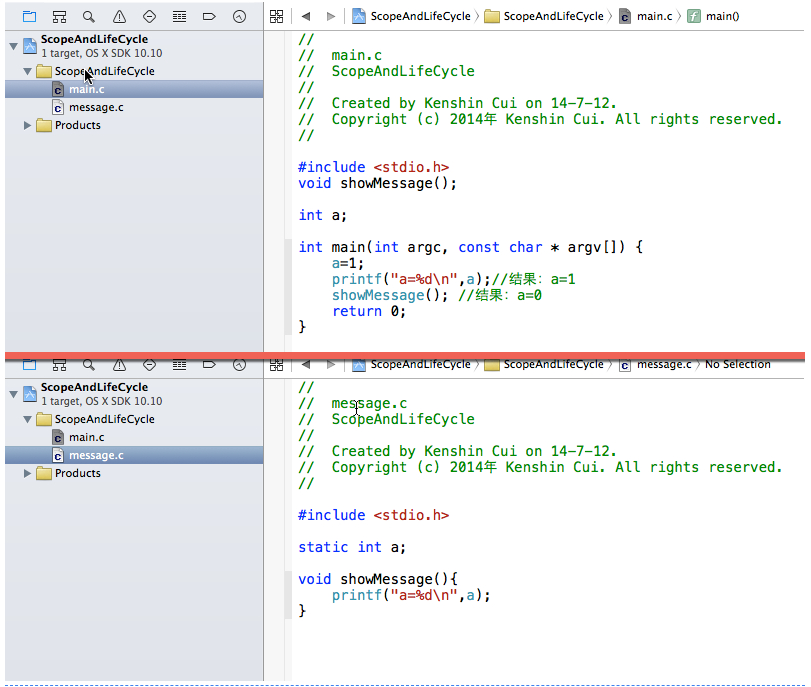 ScopeAndLifeCycle
1 target, OS X SDK 10.10
ScopeAndLifeCycle
main.c
message.c
Products
ScopeAndLifeCycle ScopeAndLifeCycle main.c main()
//
// main.c
// ScopeAndLifeCycle
//
// Created by Kenshin Cui on 14-7-12.
// Copyright (c) 2014年 Kenshin Cui. All rights reserved.
//
#include <stdio.h>
void showMessage();
int a;
int main(int argc, const char * argv[]) {
a=1;
printf("a=%d\n",a);//结果：a=1
showMessage(); //结果：a=0
return 0;
}
ScopeAndLifeCycle
1 target, OS X SDK 10.10
ScopeAndLifeCycle
main.c
message.c
Products
ScopeAndLifeCycle ScopeAndLifeCycle message.c No Selection
//
// message.c
// ScopeAndLifeCycle
//
// Created by Kenshin Cui on 14-7-12.
// Copyright (c) 2014年 Kenshin Cui. All rights reserved.
//
#include <stdio.h>
static int a;
void showMessage(){
printf("a=%d\n",a);
}